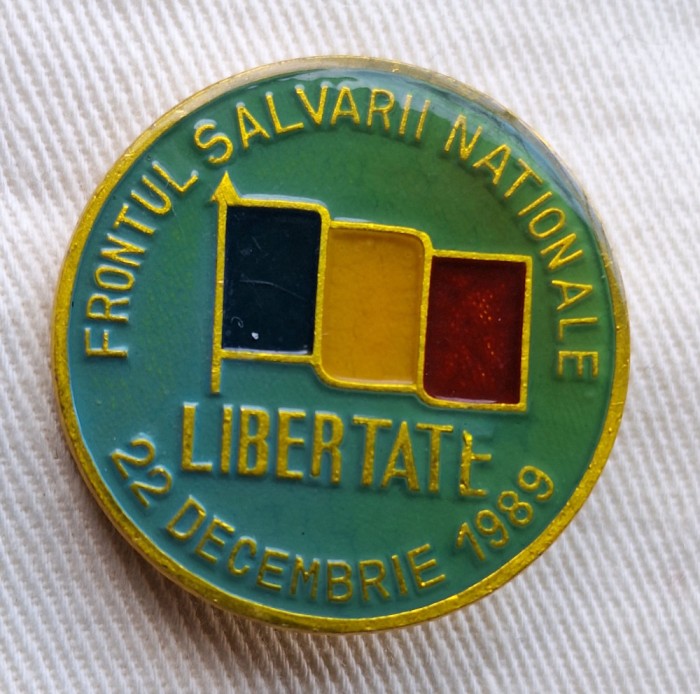 FRONTUL SALVARII NATIONALE
LIBERTATE
22 DECEMBRIE 1989